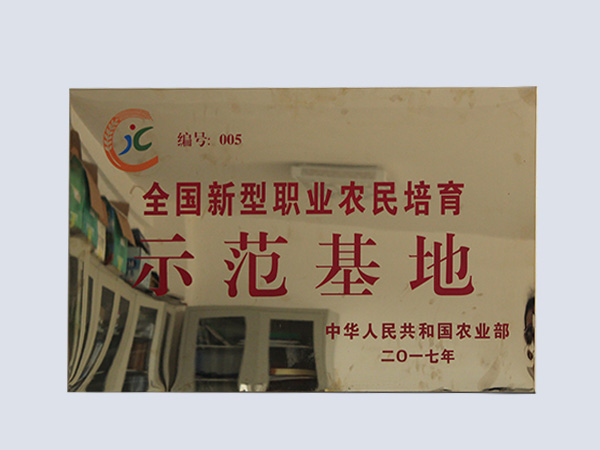 jc
编号: 005
全国新型职业农民培育
示范基地
中华人民共和国农业部
二〇一七年